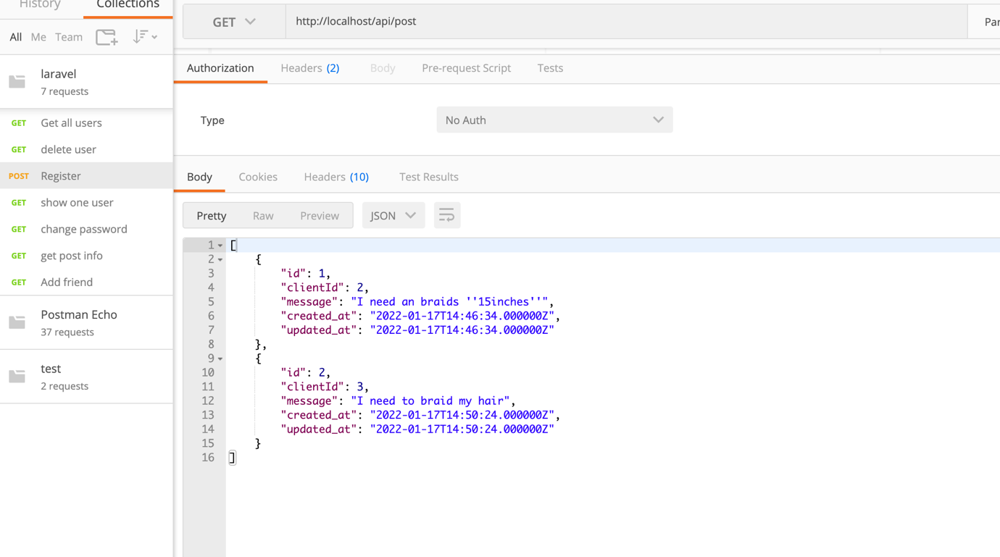 History Collections
All Me Team
laravel
7 requests
GET Get all users
GET delete user
POST Register
GET show one user
GET change password
GET get post info
GET Add friend
Postman Echo
37 requests
test
2 requests
GET http://localhost/api/post Par
Authorization Headers (2) Body Pre-request Script Tests
Type No Auth
Body Cookies Headers (10) Test Results
Pretty Raw Preview JSON
1 [
2 {
3 "id": 1,
4 "clientId": 2,
5 "message": "I need an braids ''15inches''",
6 "created_at": "2022-01-17T14:46:34.000000Z",
7 "updated_at": "2022-01-17T14:46:34.000000Z"
8 },
9 {
10 "id": 2,
11 "clientId": 3,
12 "message": "I need to braid my hair",
13 "created_at": "2022-01-17T14:50:24.000000Z",
14 "updated_at": "2022-01-17T14:50:24.000000Z"
15 }
16 ]